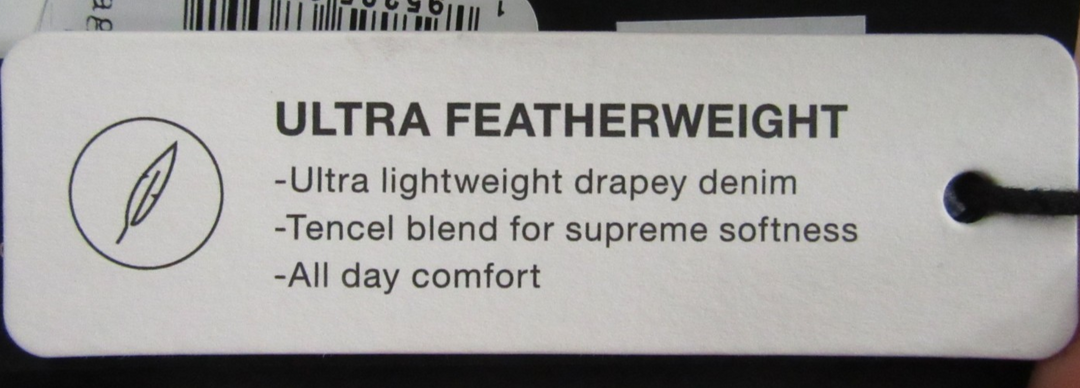 ULTRA FEATHERWEIGHT
-Ultra lightweight drapey denim
-Tencel blend for supreme softness
-All day comfort